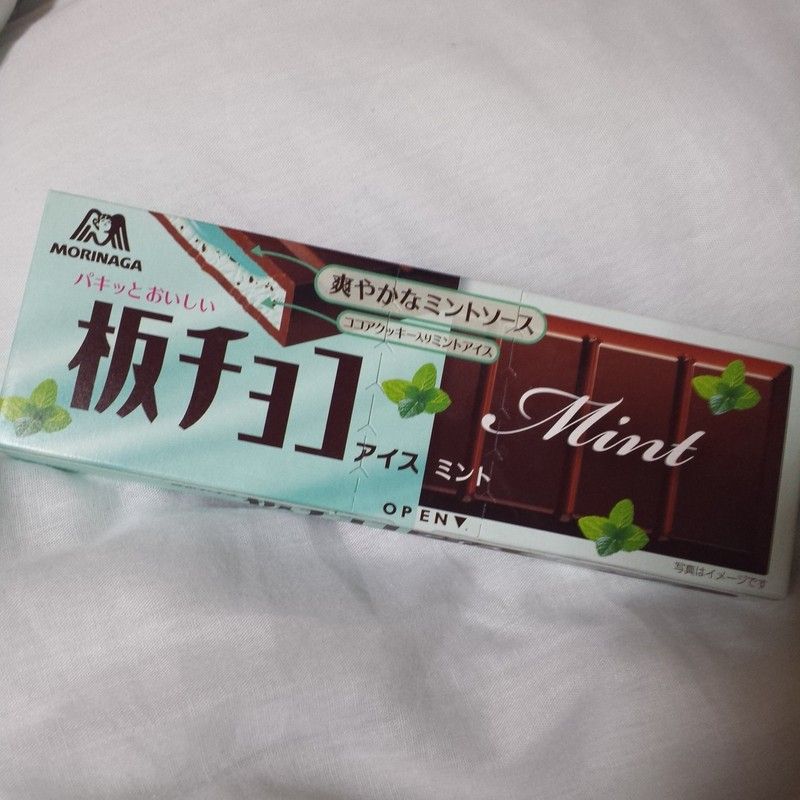 MORINAGA
パキッとおいしい
板チョコ
アイス
ミント
爽やかなミントソース
ココアクッキー入りミントアイス
Mint
OPEN▼
写真はイメージです